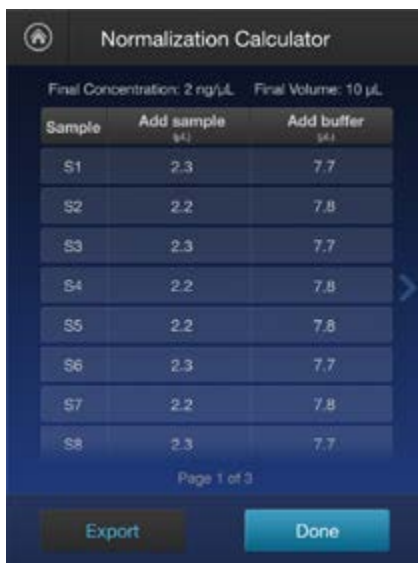 Normalization Calculator
Final Concentration: 2 ng/µL Final Volume: 10 µL
Sample Add sample Add buffer
(µL) (µL)
S1 2.3 7.7
S2 2.2 7.8
S3 2.3 7.7
S4 2.2 7.8
S5 2.2 7.8
S6 2.3 7.7
S7 2.2 7.8
S8 2.3 7.7
Page 1 of 3
Export Done